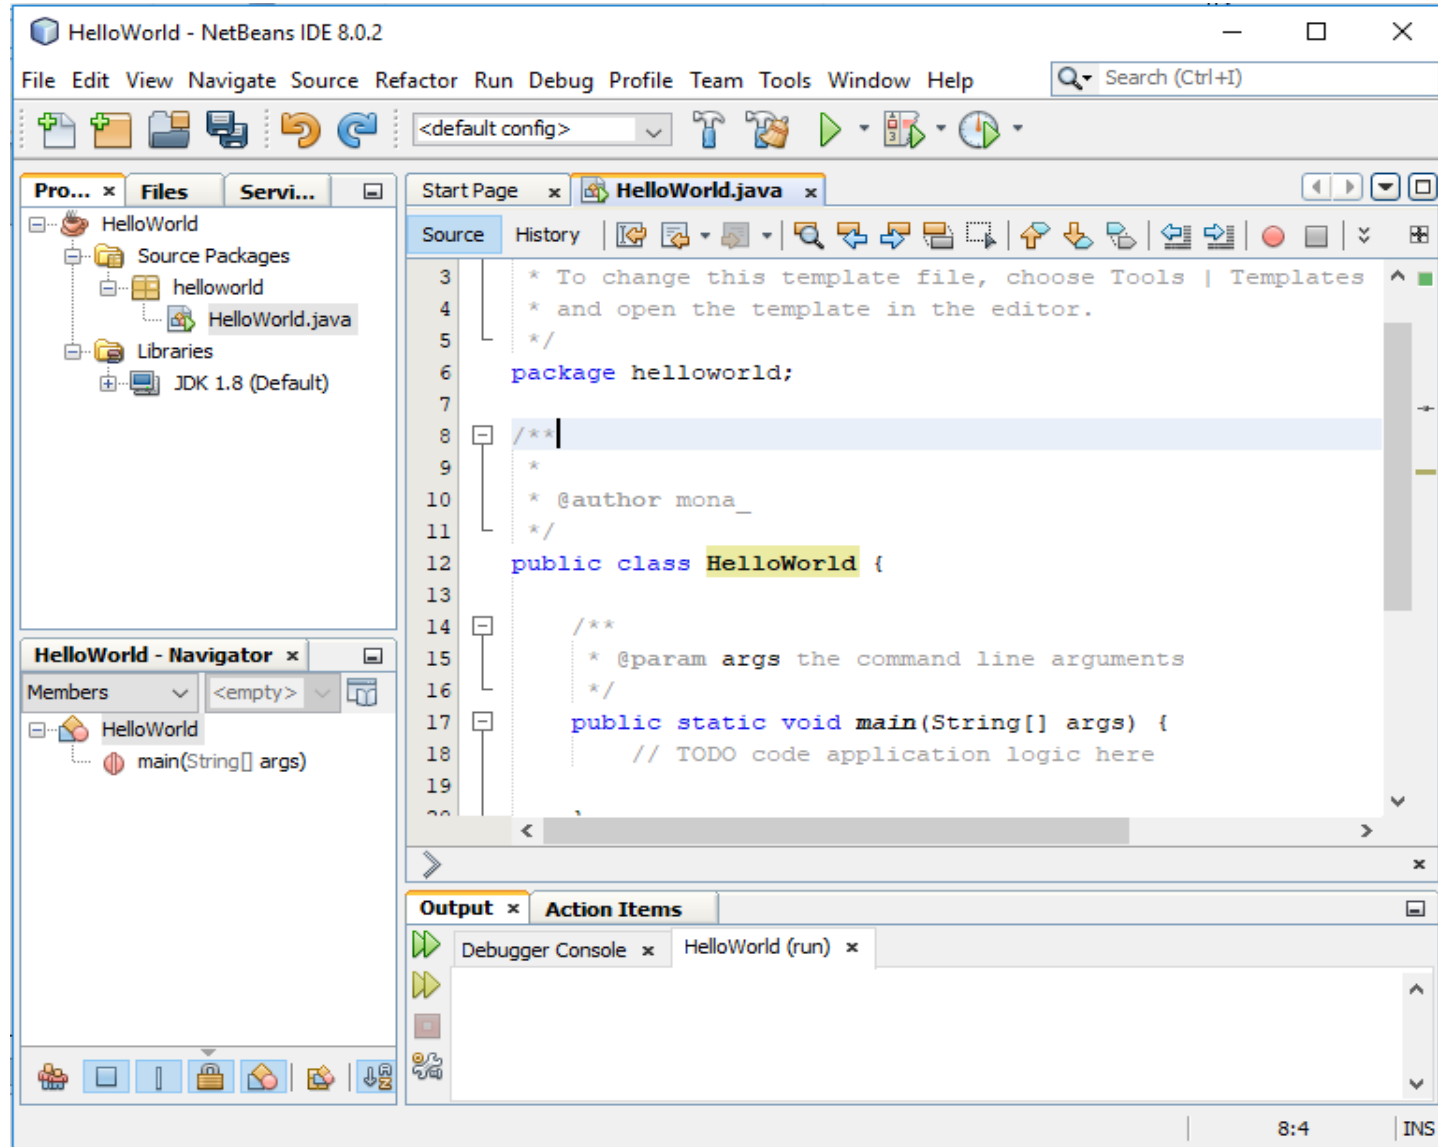 HelloWorld - NetBeans IDE 8.0.2
File Edit View Navigate Source Refactor Run Debug Profile Team Tools Window Help
Search (Ctrl+I)
<default config>
Pro... Files Servi...
HelloWorld
Source Packages
helloworld
HelloWorld.java
Libraries
JDK 1.8 (Default)
HelloWorld - Navigator
Members <empty>
HelloWorld
main(String[] args)
Start Page HelloWorld.java
Source History
3 * To change this template file, choose Tools | Templates
4 * and open the template in the editor.
5 */
6 package helloworld;
7
8 /**
9 *
10 * @author mona_
11 */
12 public class HelloWorld {
13
14 /**
15 * @param args the command line arguments
16 */
17 public static void main(String[] args) {
18 // TODO code application logic here
19
Output Action Items
Debugger Console HelloWorld (run)
8:4 INS